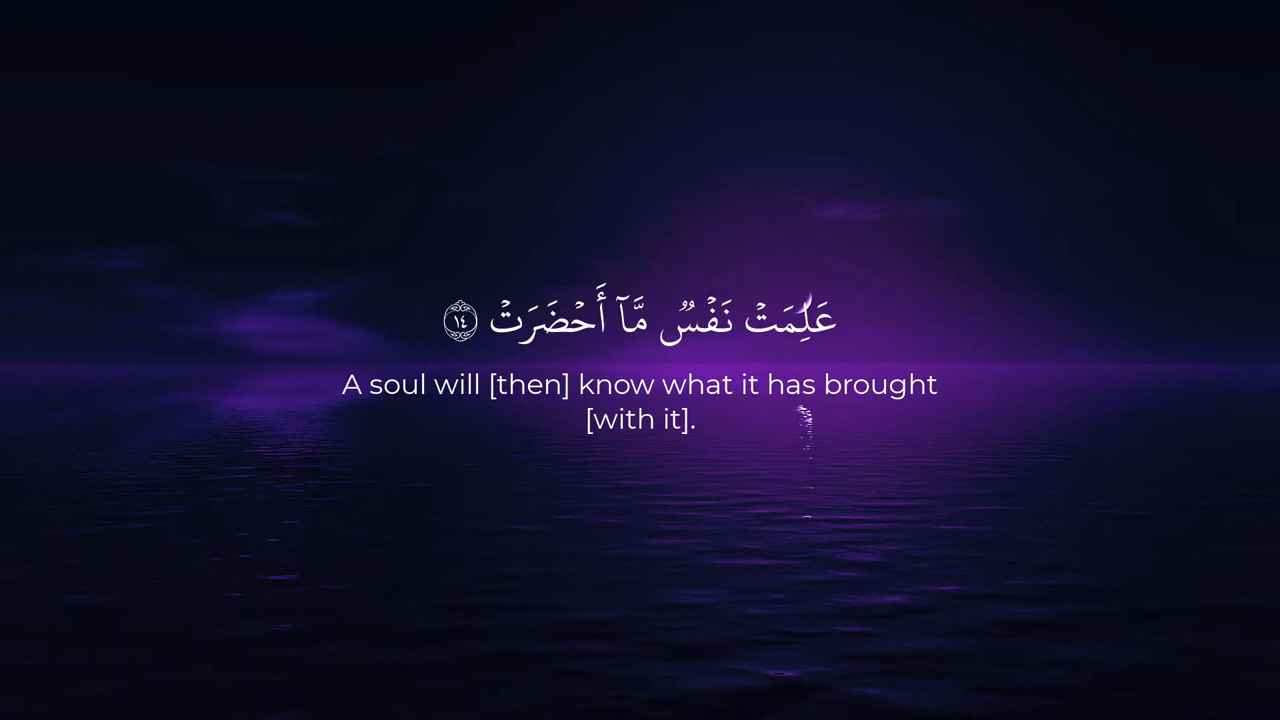 عَلِمَتۡ نَفۡسٞ مَّآ أَحۡضَرَتۡ ١٤
A soul will [then] know what it has brought
[with it].